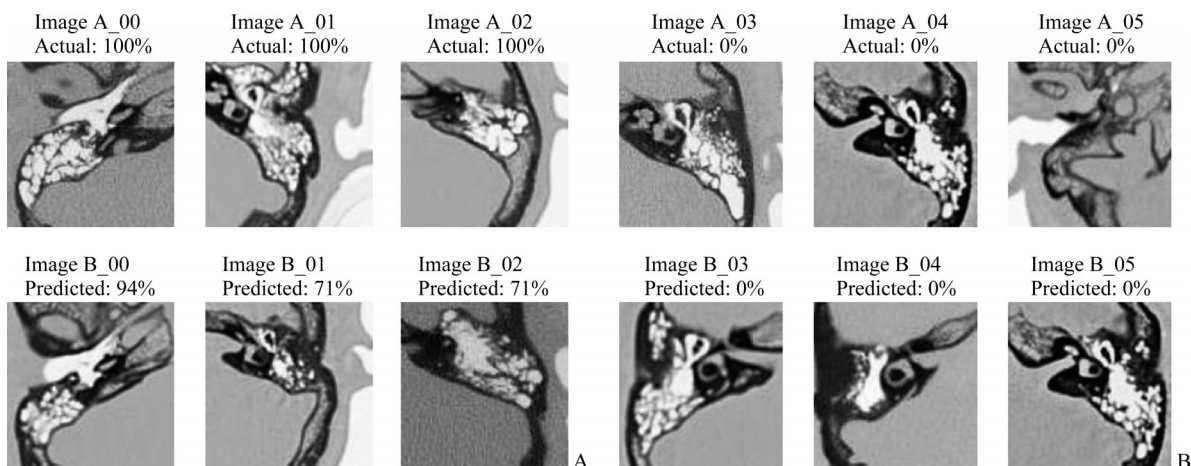 Image A_00
Actual: 100%
Image A_01
Actual: 100%
Image A_02
Actual: 100%
Image A_03
Actual: 0%
Image A_04
Actual: 0%
Image A_05
Actual: 0%
Image B_00
Predicted: 94%
Image B_01
Predicted: 71%
Image B_02
Predicted: 71%
Image B_03
Predicted: 0%
Image B_04
Predicted: 0%
Image B_05
Predicted: 0%
A
B